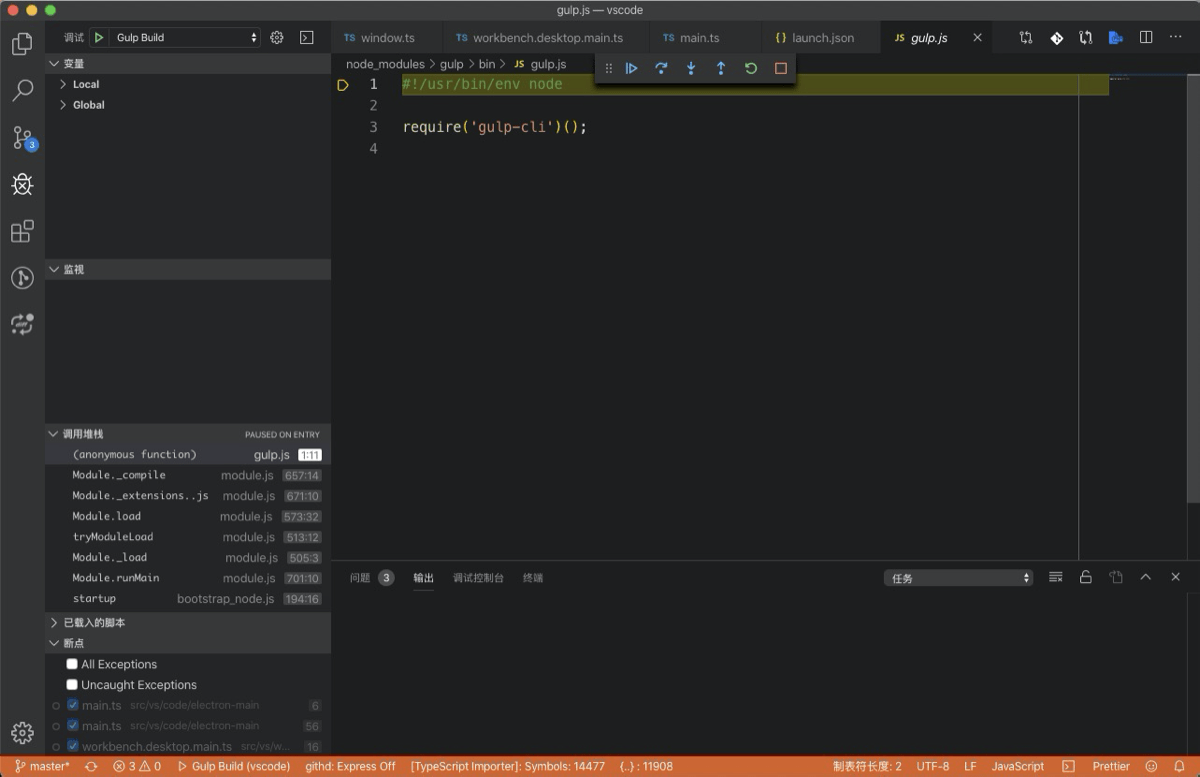 gulp.js — vscode
调试 Gulp Build
TS window.ts TS workbench.desktop.main.ts TS main.ts {} launch.json JS gulp.js
变量
Local
Global
node_modules > gulp > bin > JS gulp.js
1 #!/usr/bin/env node
2
3 require('gulp-cli')();
4
3
监视
调用堆栈 PAUSED ON ENTRY
(anonymous function) gulp.js 1:11
Module._compile module.js 657:14
Module._extensions..js module.js 671:10
Module.load module.js 573:32
tryModuleLoad module.js 513:12
Module._load module.js 505:3
Module.runMain module.js 701:10
startup bootstrap_node.js 194:16
已载入的脚本
断点
All Exceptions
Uncaught Exceptions
main.ts src/vs/code/electron-main 6
main.ts src/vs/code/electron-main 56
workbench.desktop.main.ts src/vs/w... 16
问题 3 输出 调试控制台 终端 任务
master* 3 0 Gulp Build (vscode) githd: Express Off [TypeScript Importer]: Symbols: 14477 {..} : 11908 制表符长度: 2 UTF-8 LF JavaScript Prettier